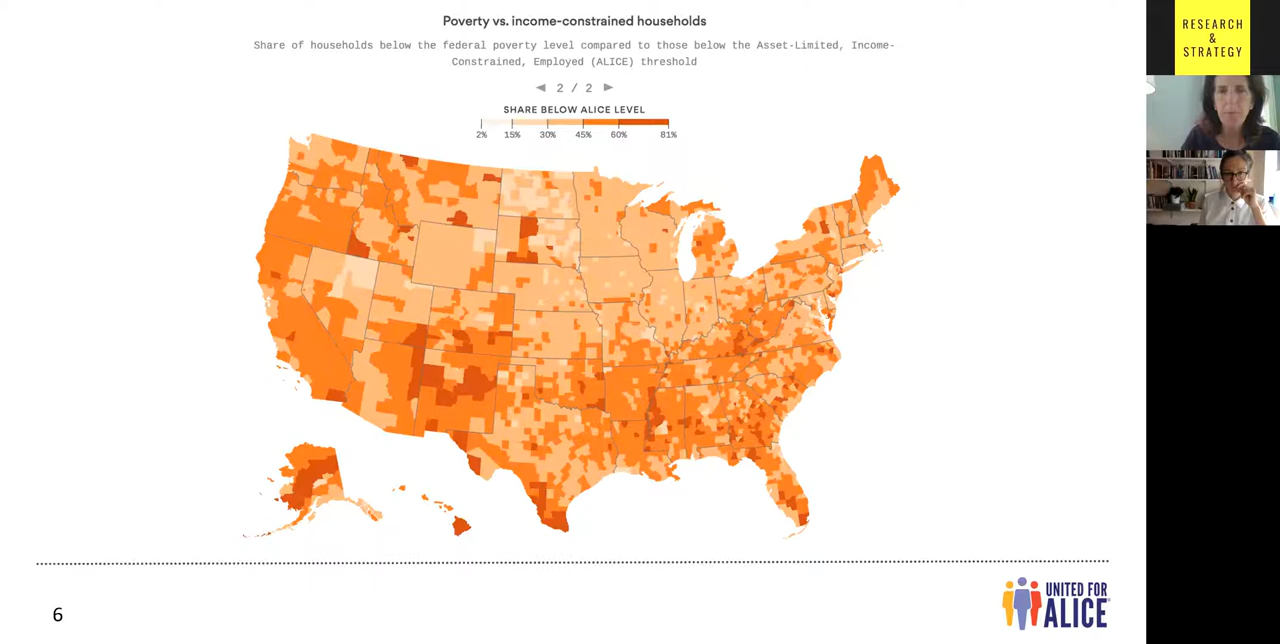 Poverty vs. income-constrained households
Share of households below the federal poverty level compared to those below the Asset-Limited, Income-
Constrained, Employed (ALICE) threshold
◄ 2 / 2 ►
SHARE BELOW ALICE LEVEL
2% 15% 30% 45% 60% 81%
6
UNITED FOR
ALICE®
RESEARCH
&
STRATEGY